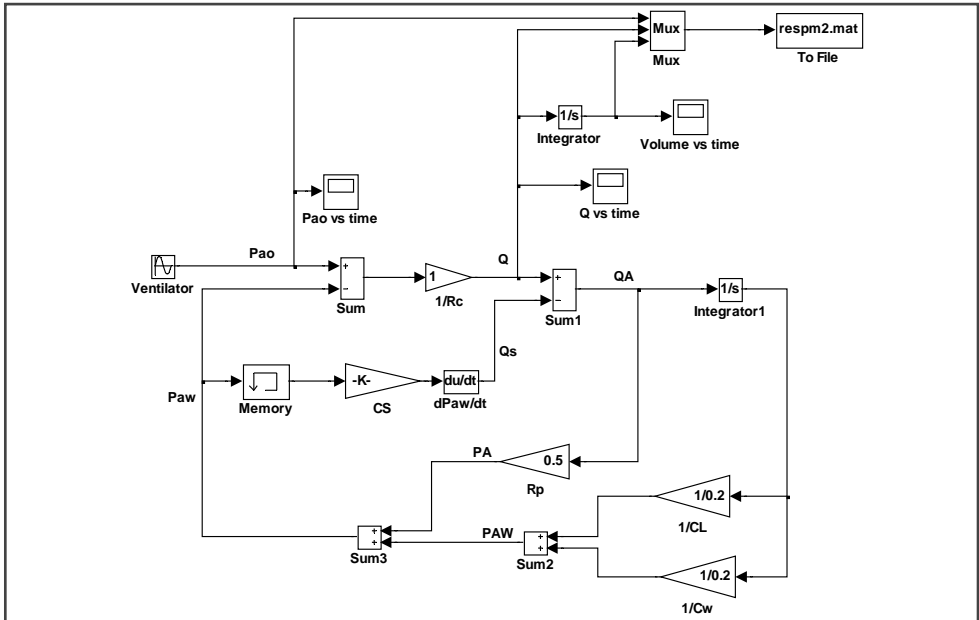 Mux
Mux
respm2.mat
To File
1/s
Integrator
Volume vs time
Pao vs time
Q vs time
Pao
Ventilator
+
−
Sum
1
1/Rc
Q
+
−
Sum1
QA
1/s
Integrator1
Qs
Paw
Memory
-K-
CS
du/dt
dPaw/dt
PA
0.5
Rp
1/0.2
1/CL
+
+
Sum3
PAW
+
+
Sum2
1/0.2
1/Cw